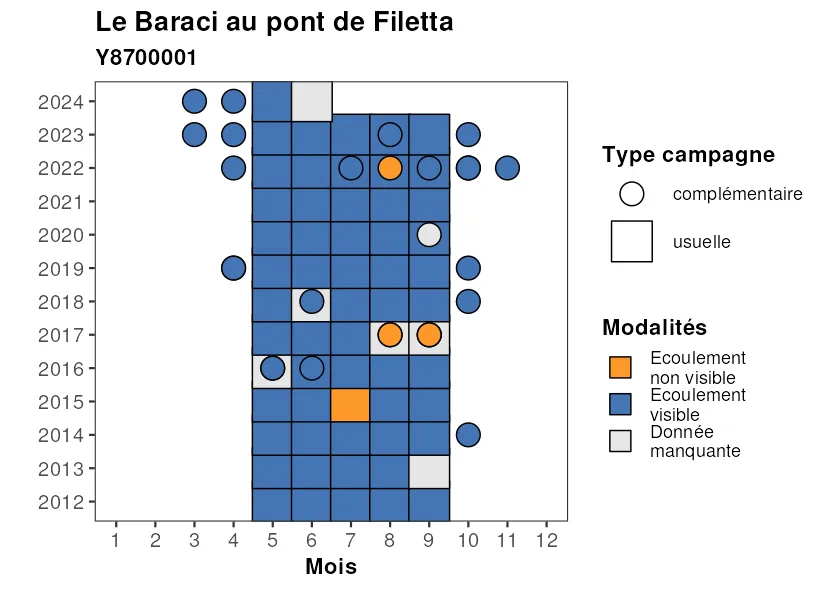 Le Baraci au pont de Filetta
Y8700001
2024
2023
2022
2021
2020
2019
2018
2017
2016
2015
2014
2013
2012
1 2 3 4 5 6 7 8 9 10 11 12
Mois
Type campagne
complémentaire
usuelle
Modalités
Ecoulement
non visible
Ecoulement
visible
Donnée
manquante